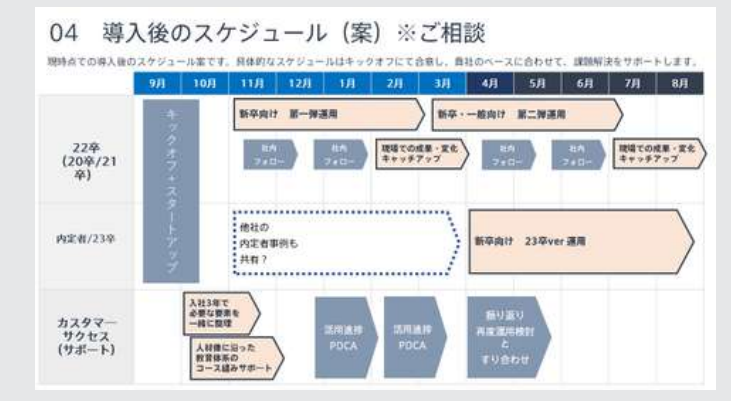 04 導入後のスケジュール（案）※ご相談
現時点での導入後のスケジュール案です。具体的なスケジュールはキックオフにて合意し、貴社のペースに合わせて、課題解決をサポートします。
9月 10月 11月 12月 1月 2月 3月 4月 5月 6月 7月 8月
キックオフ+スタートアップ
22卒
(20卒/21
卒)
新卒向け 第一弾運用
新卒・一般向け 第二弾運用
社内
フォロー
社内
フォロー
現場での成果・変化
キャッチアップ
社内
フォロー
社内
フォロー
現場での成果・変化
キャッチアップ
内定者/23卒
他社の
内定者事例も
共有？
新卒向け 23卒ver 運用
カスタマー
サクセス
(サポート)
入社3年で
必要な要素を
一緒に整理
人材像に沿った
教育体系の
コース組みサポート
活用進捗
PDCA
活用進捗
PDCA
振り返り
再度運用検討
と
すり合わせ